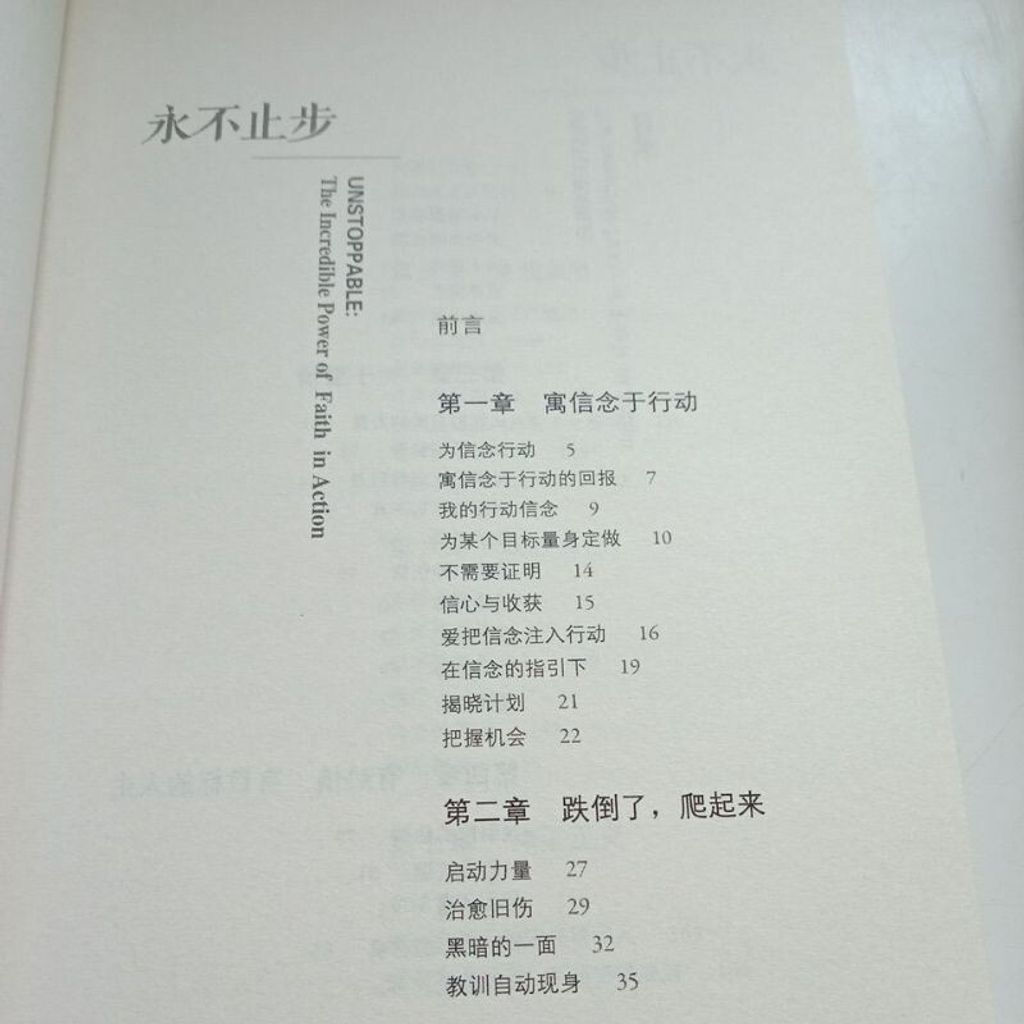 永不止步
UNSTOPPABLE:
The Incredible Power of Faith in Action
前言
第一章 寓信念于行动
为信念行动 5
寓信念于行动的回报 7
我的行动信念 9
为某个目标量身定做 10
不需要证明 14
信心与收获 15
爱把信念注入行动 16
在信念的指引下 19
揭晓计划 21
把握机会 22
第二章 跌倒了，爬起来
启动力量 27
治愈旧伤 29
黑暗的一面 32
教训自动现身 35